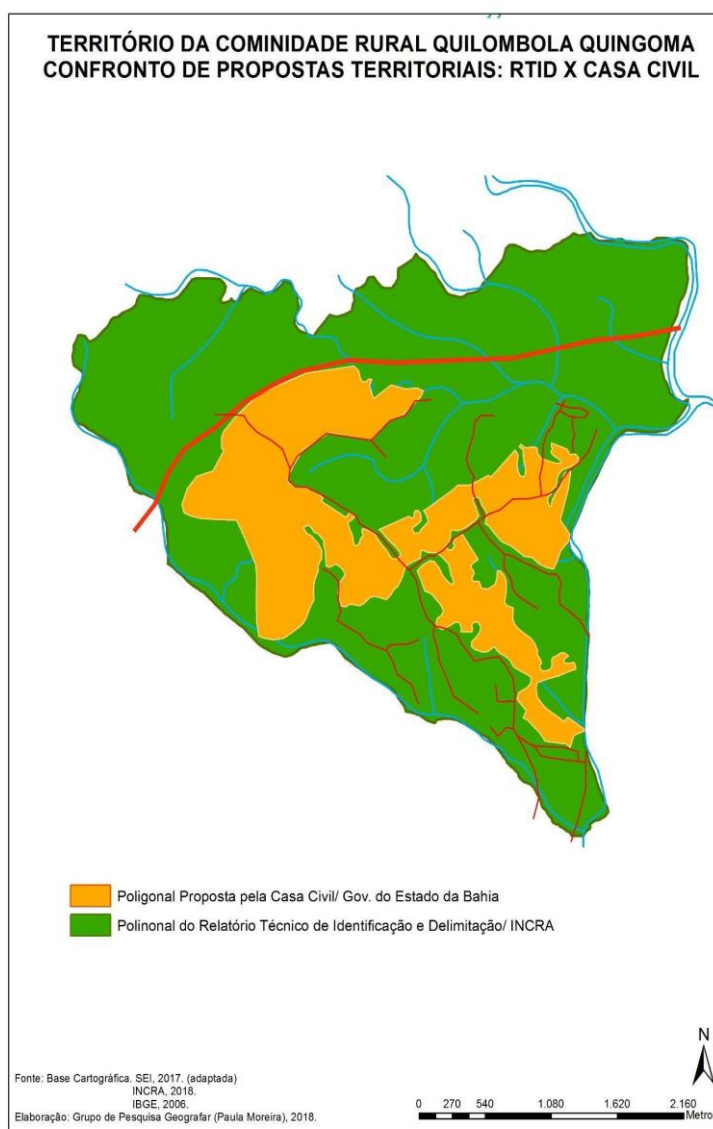 TERRITÓRIO DA COMINIDADE RURAL QUILOMBOLA QUINGOMA
CONFRONTO DE PROPOSTAS TERRITORIAIS: RTID X CASA CIVIL
Poligonal Proposta pela Casa Civil/ Gov. do Estado da Bahia
Polinonal do Relatório Técnico de Identificação e Delimitação/ INCRA
N
Fonte: Base Cartográfica. SEI, 2017. (adaptada)
INCRA, 2018.
IBGE, 2006.
Elaboração: Grupo de Pesquisa Geografar (Paula Moreira), 2018.
0 270 540 1.080 1.620 2.160
Metro